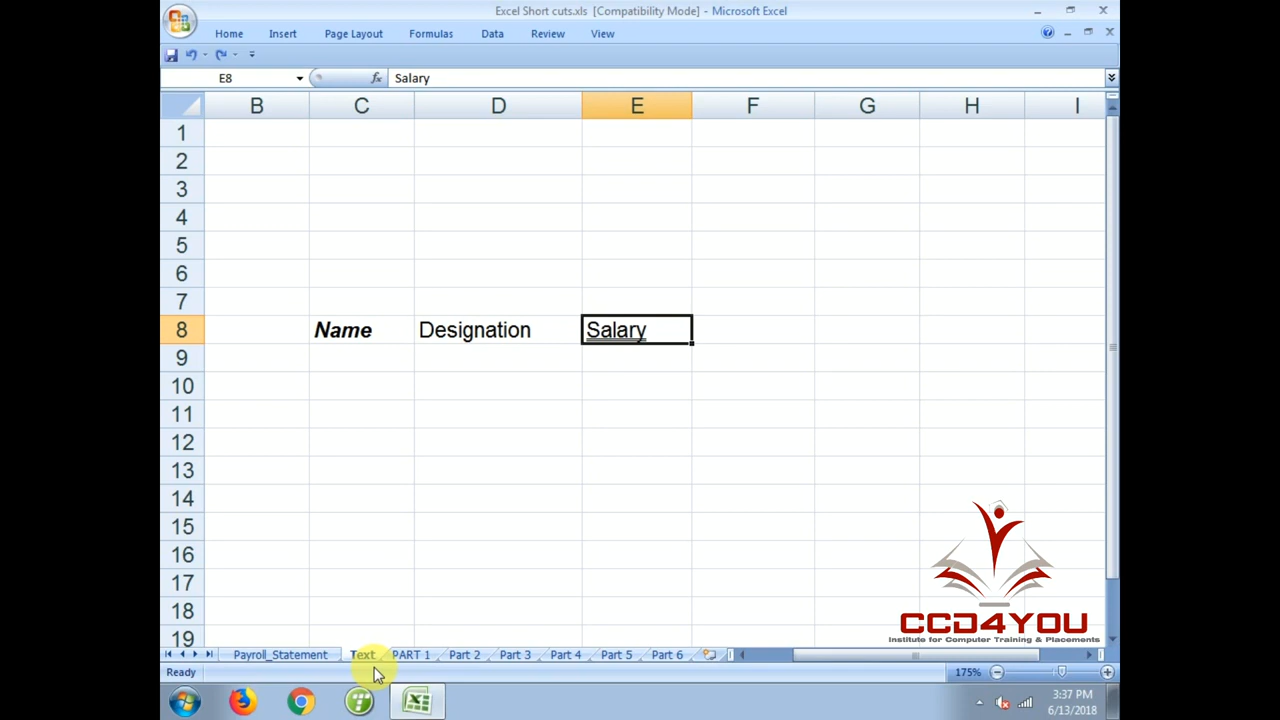 Excel Short cuts.xls [Compatibility Mode] - Microsoft Excel
Home Insert Page Layout Formulas Data Review View
E8 fx Salary
B C D E F G H I
1
2
3
4
5
6
7
8 Name Designation Salary
9
10
11
12
13
14
15
16
17
18
19
CCD4YOU
Institute for Computer Training & Placements
Payroll_Statement Text PART 1 Part 2 Part 3 Part 4 Part 5 Part 6
Ready 175%
3:37 PM
6/13/2018